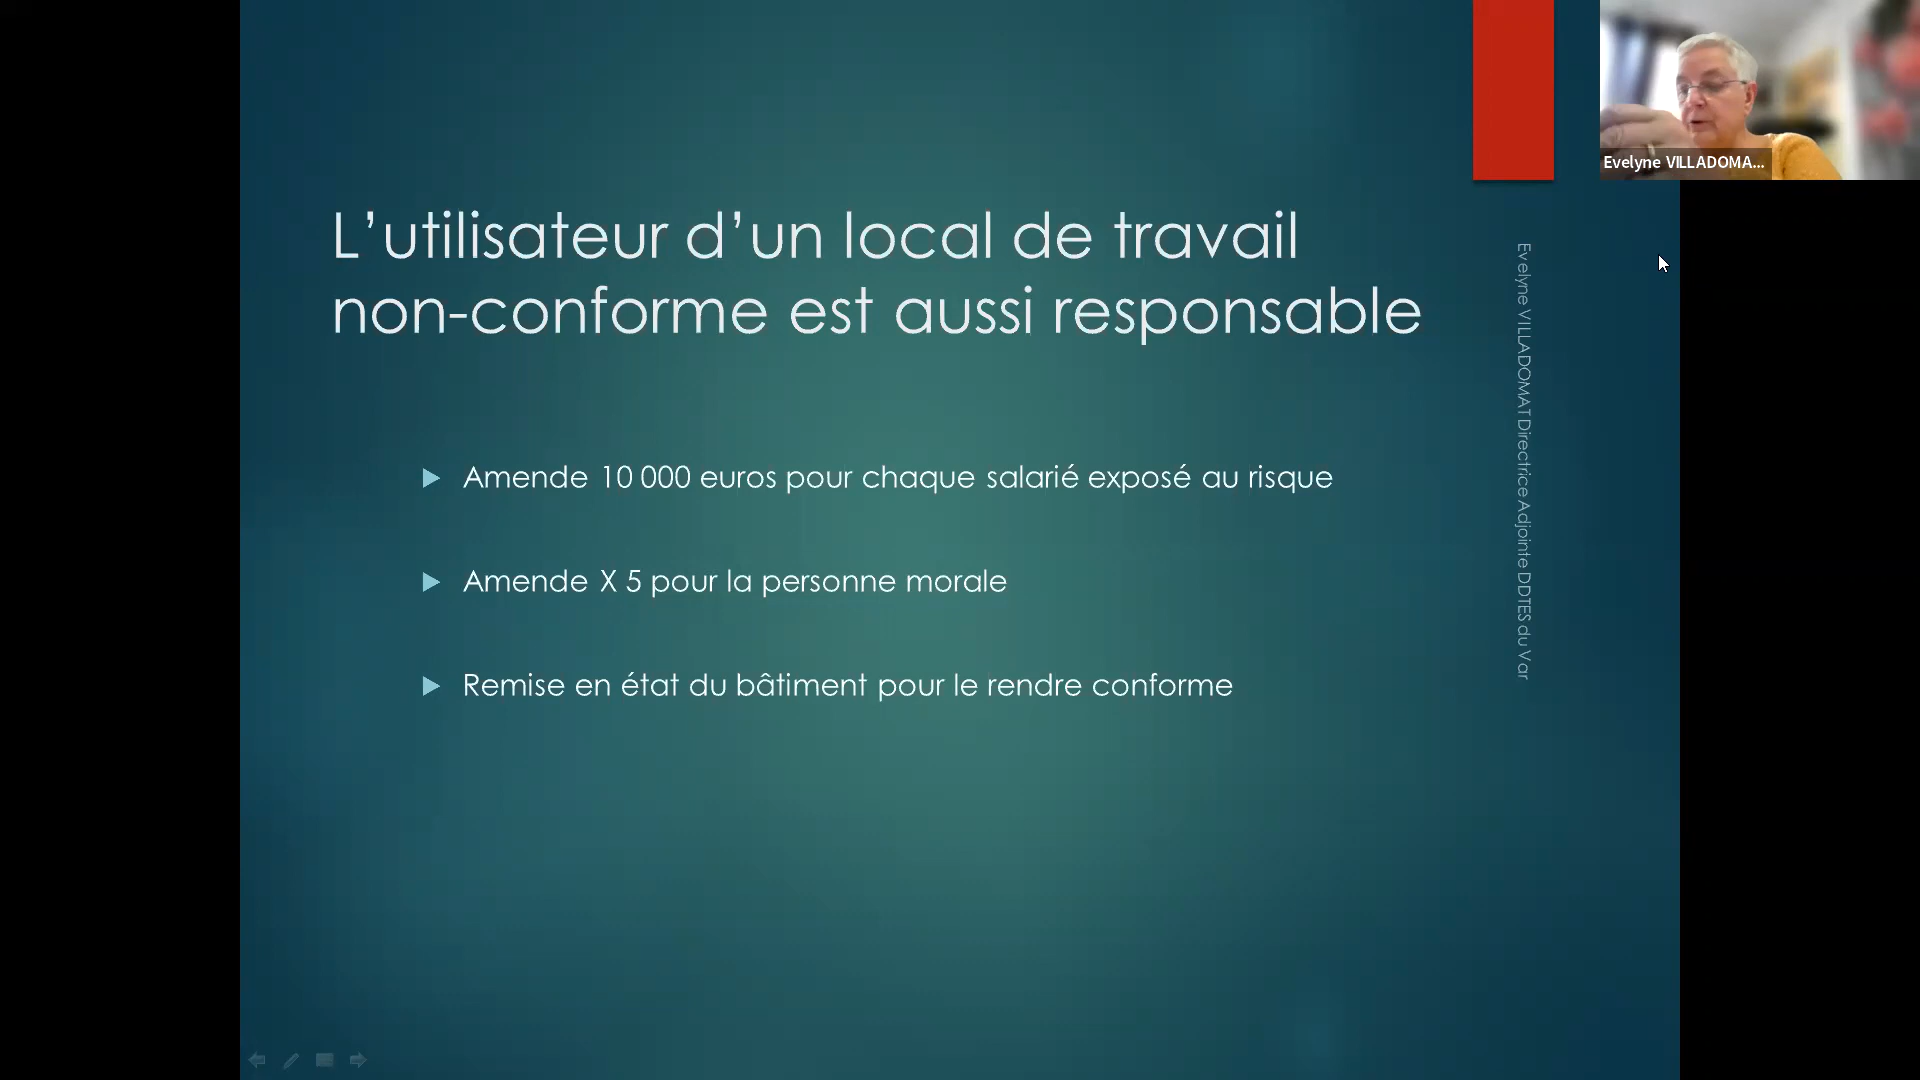 L’utilisateur d’un local de travail
non-conforme est aussi responsable
Amende 10 000 euros pour chaque salarié exposé au risque
Amende X 5 pour la personne morale
Remise en état du bâtiment pour le rendre conforme
Evelyne VILLADOMAT Directrice Adjointe DDTES du Var
Evelyne VILLADOMA...